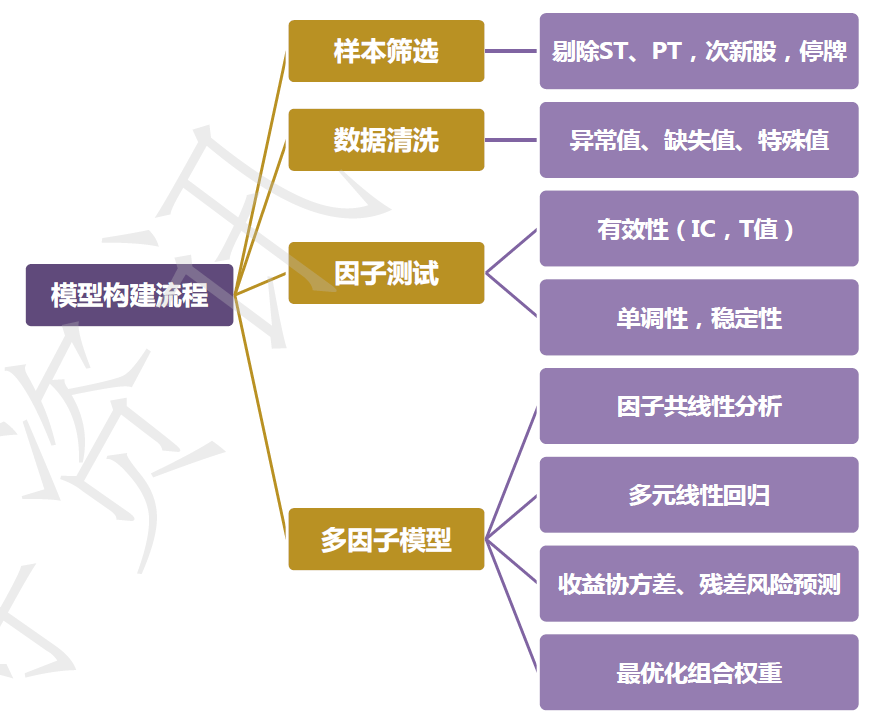 模型构建流程
样本筛选
剔除ST、PT，次新股，停牌
数据清洗
异常值、缺失值、特殊值
因子测试
有效性（IC，T值）
单调性，稳定性
多因子模型
因子共线性分析
多元线性回归
收益协方差、残差风险预测
最优化组合权重